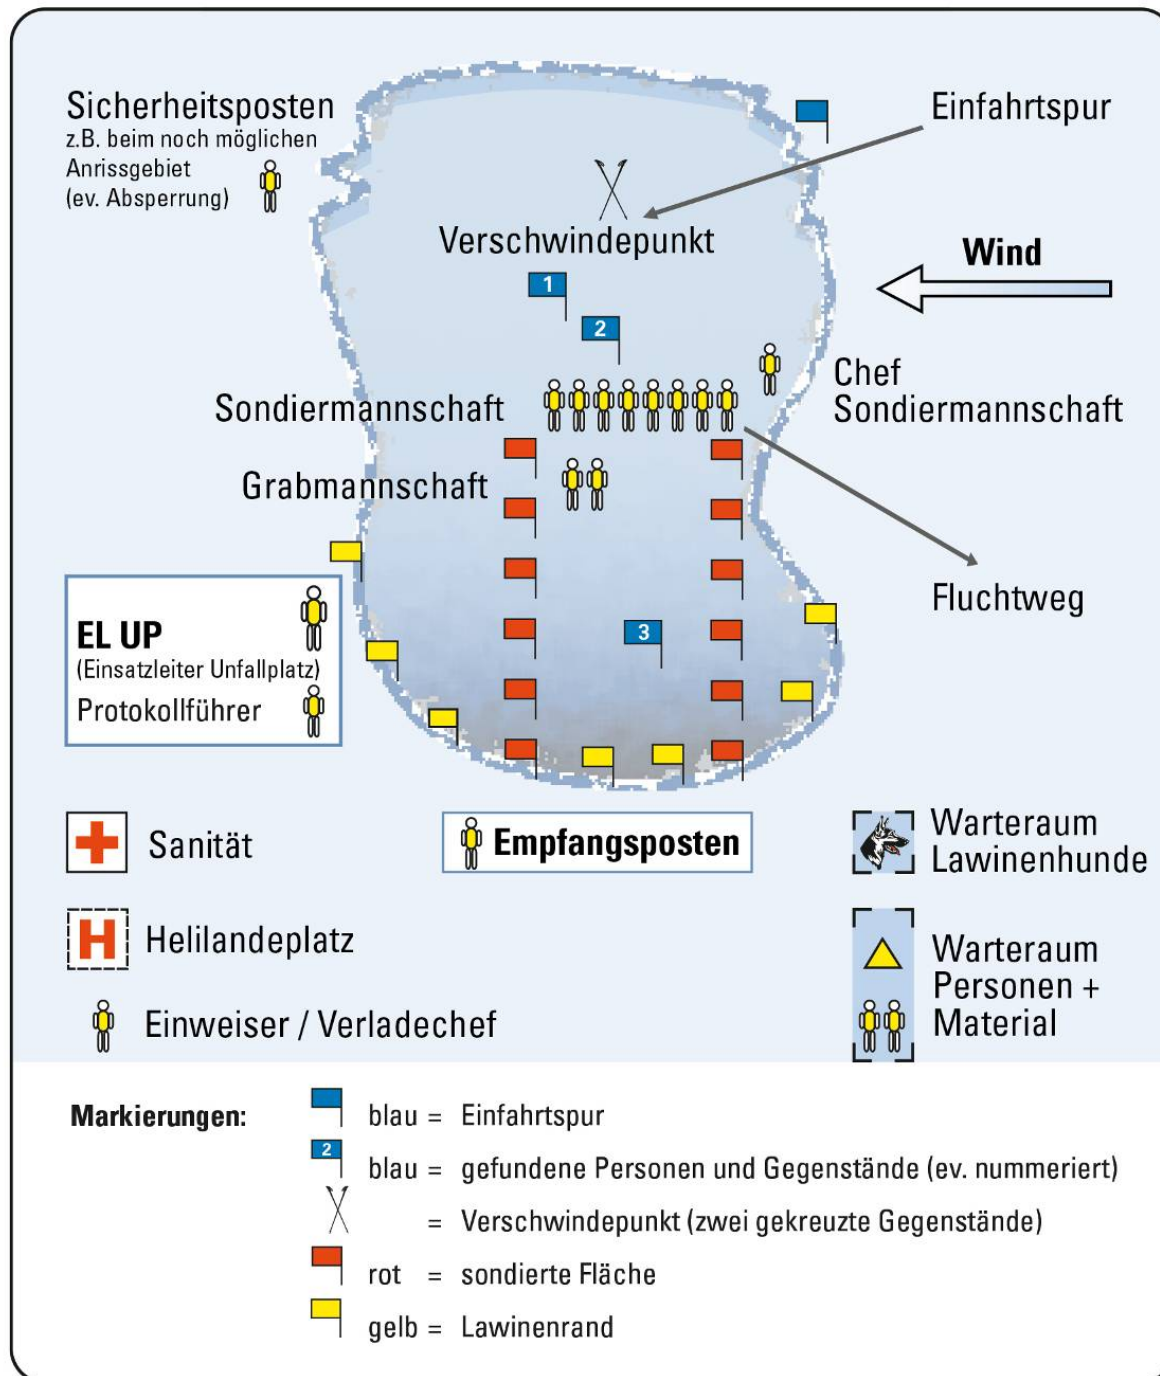 Sicherheitsposten
z.B. beim noch möglichen
Anrissgebiet
(ev. Absperrung)
Einfahrtspur
Verschwindepunkt
Wind
1
2
Chef
Sondiermannschaft
Sondiermannschaft
Grabmannschaft
Fluchtweg
EL UP
(Einsatzleiter Unfallplatz)
Protokollführer
3
Sanität
Empfangsposten
Warteraum
Lawinenhunde
H
Helilandeplatz
Warteraum
Personen +
Material
Einweiser / Verladechef
Markierungen:
blau = Einfahrtspur
2 blau = gefundene Personen und Gegenstände (ev. nummeriert)
= Verschwindepunkt (zwei gekreuzte Gegenstände)
rot = sondierte Fläche
gelb = Lawinenrand